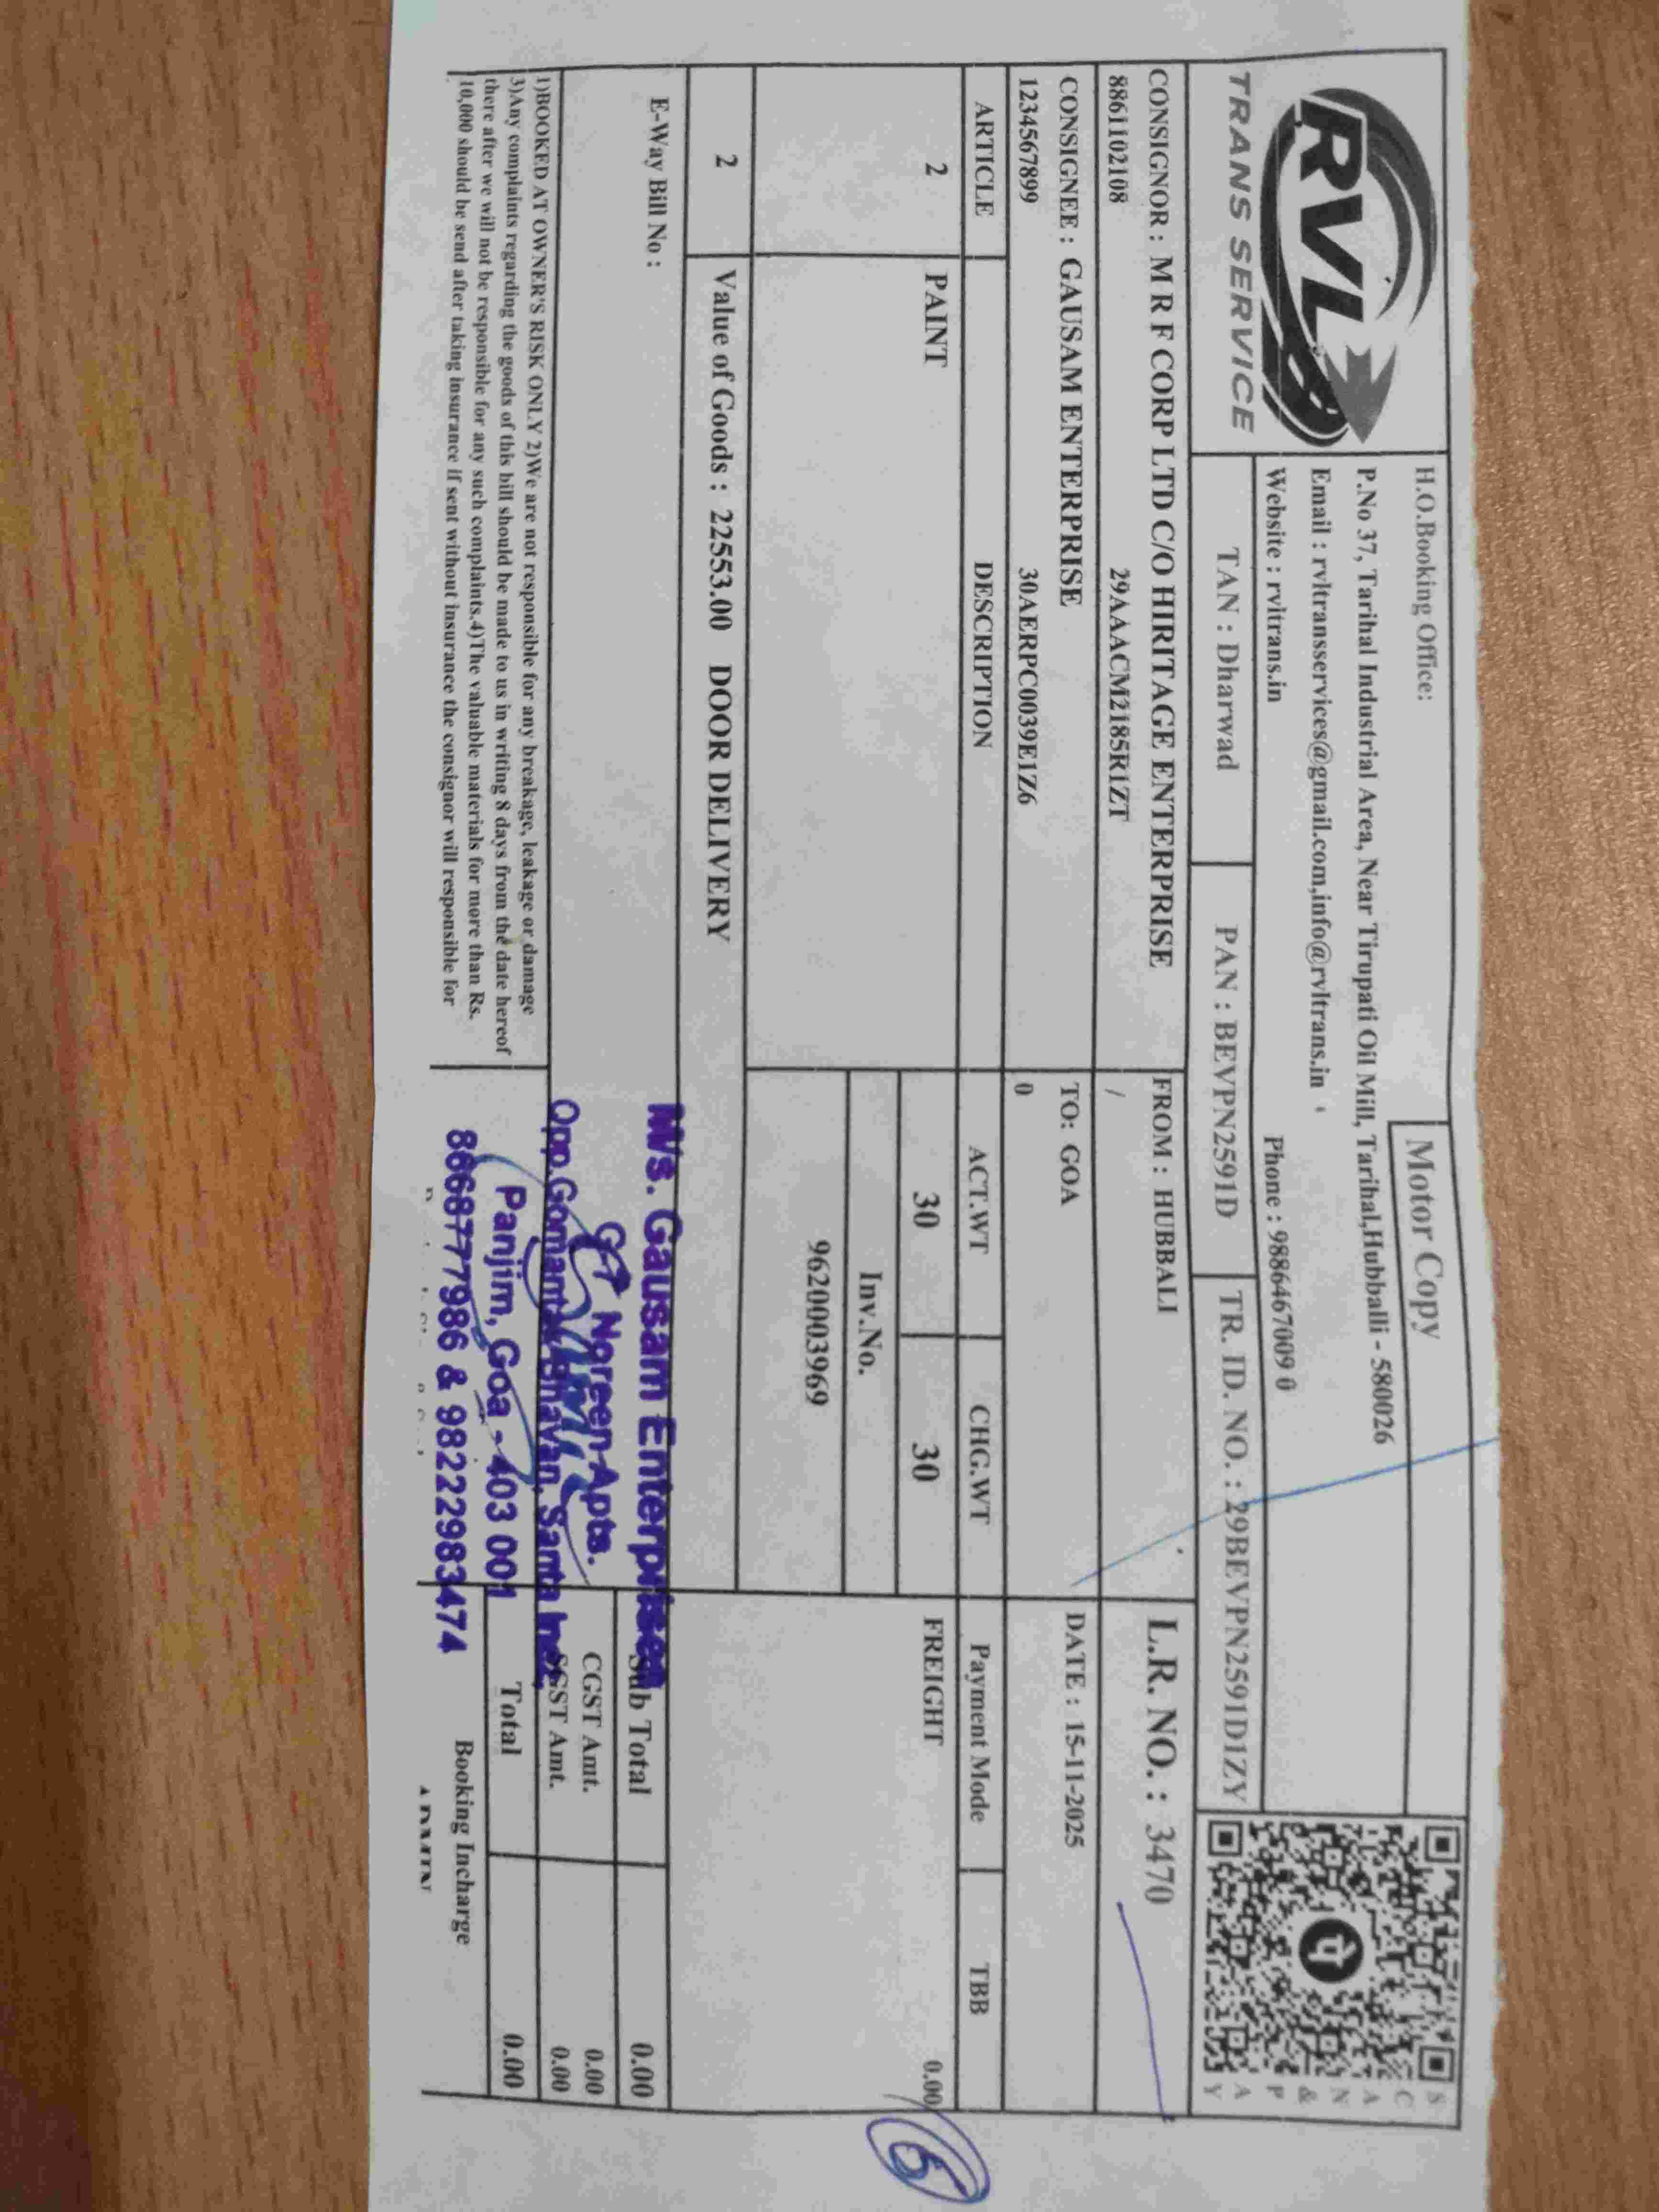 RVL
TRANS SERVICE
Motor Copy
H.O.Booking Office:
P.No 37, Tarihal Industrial Area, Near Tirupati Oil Mill, Tarihal,Hubballi - 580026
Email : rvltransservices@gmail.com,info@rvltrans.in
Website : rvitrans.in Phone : 9886467009 0
SCAN & PAY
TAN : Dharwad PAN : BEVPN2591D TR. ID. NO. : 29BEVPN2591D1ZY
CONSIGNOR : M R F CORP LTD C/O HIRITAGE ENTERPRISE FROM : HUBBALI L.R. NO. : 3470
8861102108 29AAACM2185R1ZT /
CONSIGNEE : GAUSAM ENTERPRISE TO: GOA DATE : 15-11-2025
1234567899 30AERPC0039E1Z6 0
ARTICLE DESCRIPTION ACT.WT CHG.WT Payment Mode TBB
2 PAINT 30 30 FREIGHT 0.00
6
Inv.No.
9620003969
2 Value of Goods : 22553.00 DOOR DELIVERY
E-Way Bill No :
Sub Total 0.00
CGST Amt. 0.00
SGST Amt. 0.00
Total 0.00
M/s. Gausam Enterprises
G-1 Noreen Apts.
Opp.Gomantak Bhavan, Santa Inez,
Panjim, Goa - 403 001
8668777986 & 98222983474
1)BOOKED AT OWNER'S RISK ONLY 2)We are not responsible for any breakage, leakage or damage
3)Any complaints regarding the goods of this bill should be made to us in writing 8 days from the date hereof
there after we will not be responsible for any such complaints.4)The valuable materials for more than Rs.
10,000 should be send after taking insurance if sent without insurance the consignor will responsible for
Booking Incharge